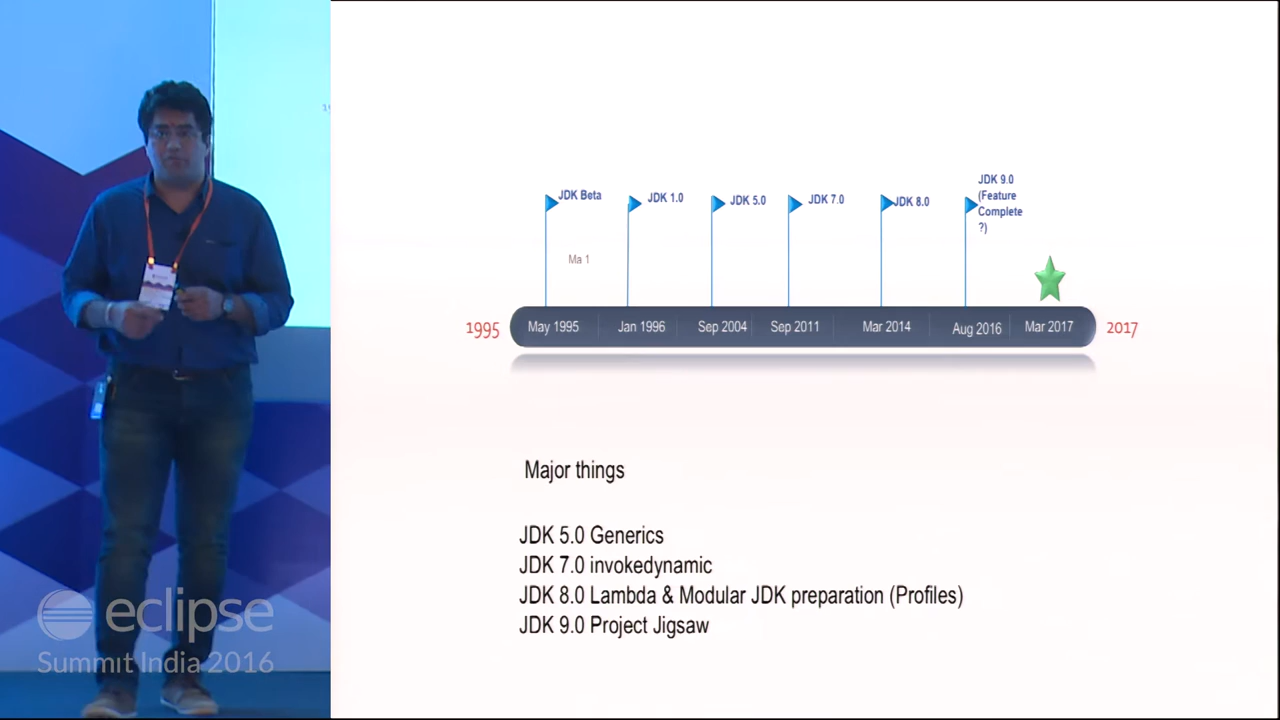 JDK Beta
JDK 1.0
JDK 5.0
JDK 7.0
JDK 8.0
JDK 9.0
(Feature
Complete
?)
Ma 1
1995
May 1995
Jan 1996
Sep 2004
Sep 2011
Mar 2014
Aug 2016
Mar 2017
2017
Major things
JDK 5.0 Generics
JDK 7.0 invokedynamic
JDK 8.0 Lambda & Modular JDK preparation (Profiles)
JDK 9.0 Project Jigsaw
eclipse
Summit India 2016